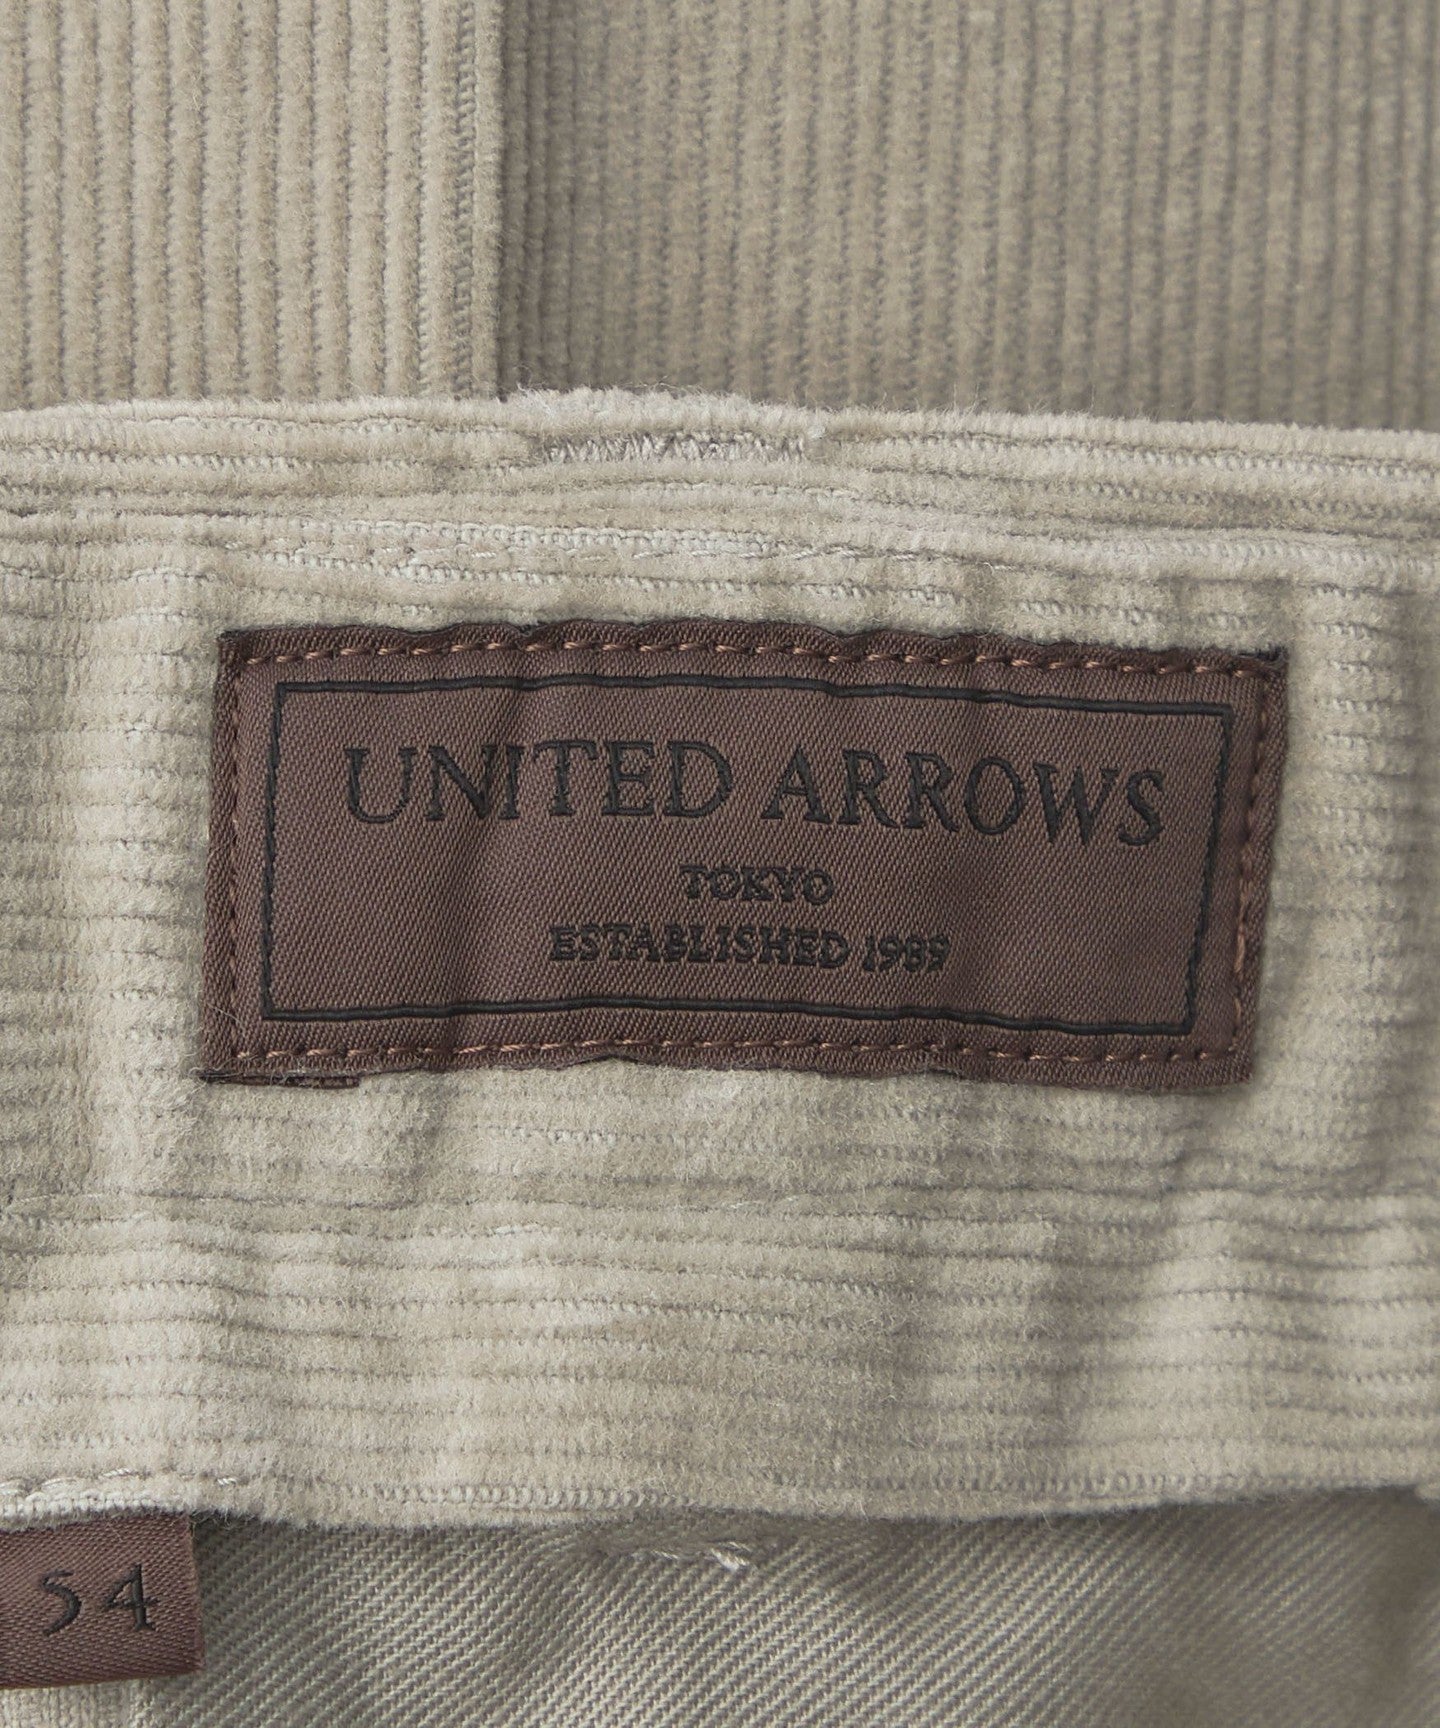 UNITED ARROWS
TOKYO
ESTABLISHED 1989
54